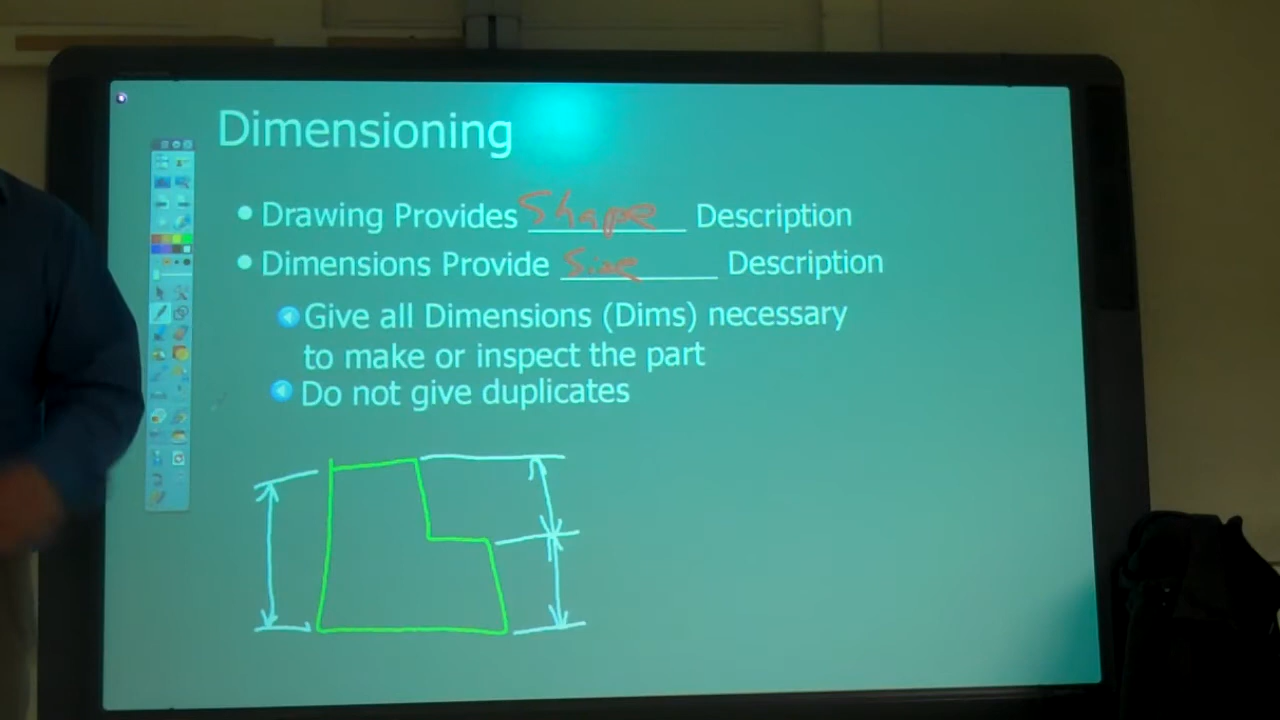 Dimensioning
Drawing Provides Shape Description
Dimensions Provide Size Description
Give all Dimensions (Dims) necessary
to make or inspect the part
Do not give duplicates